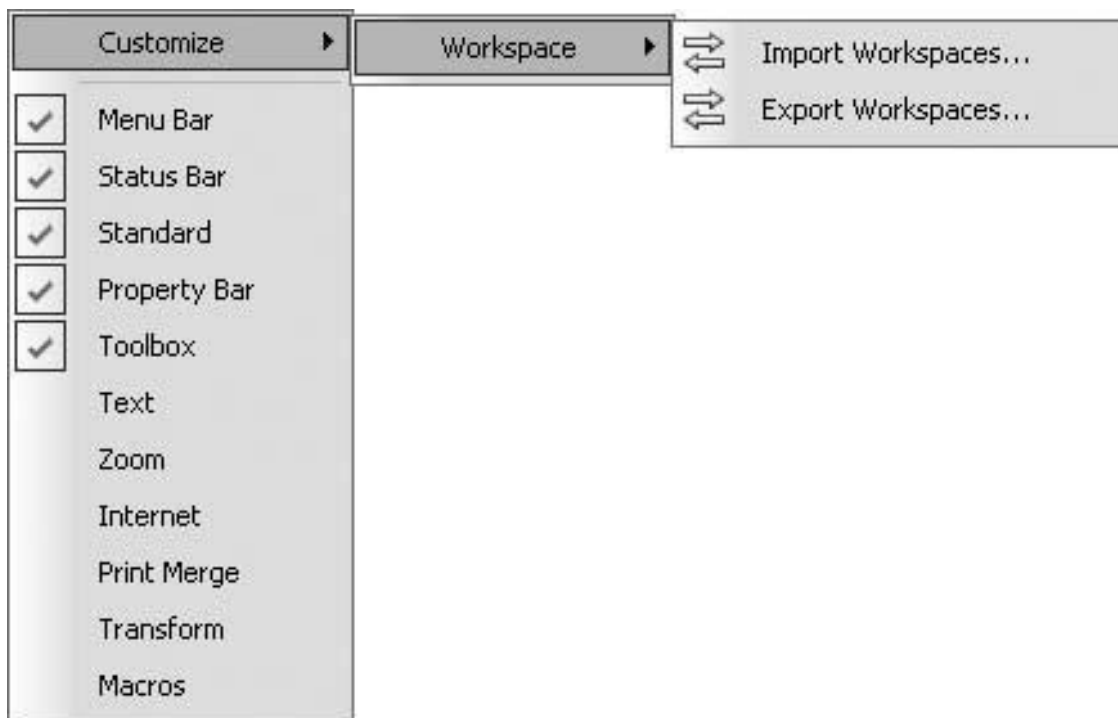 Customize
Workspace
Import Workspaces...
Export Workspaces...
Menu Bar
Status Bar
Standard
Property Bar
Toolbox
Text
Zoom
Internet
Print Merge
Transform
Macros